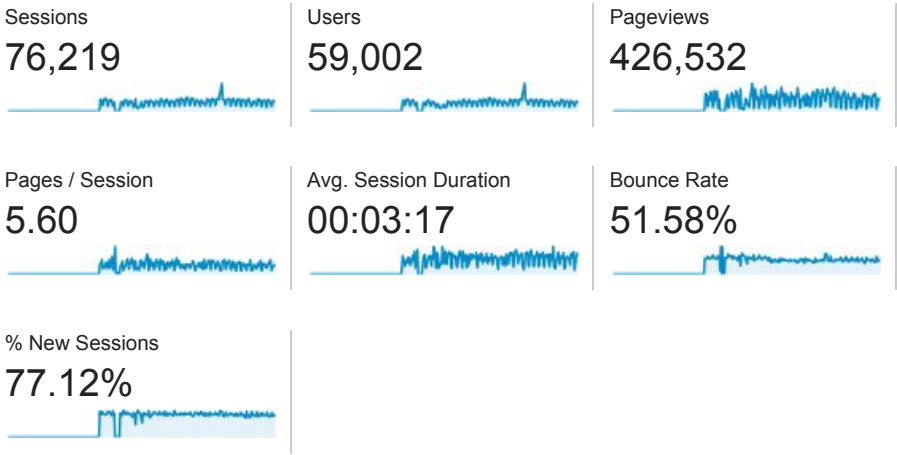 Sessions
76,219
Users
59,002
Pageviews
426,532
Pages / Session
5.60
Avg. Session Duration
00:03:17
Bounce Rate
51.58%
% New Sessions
77.12%